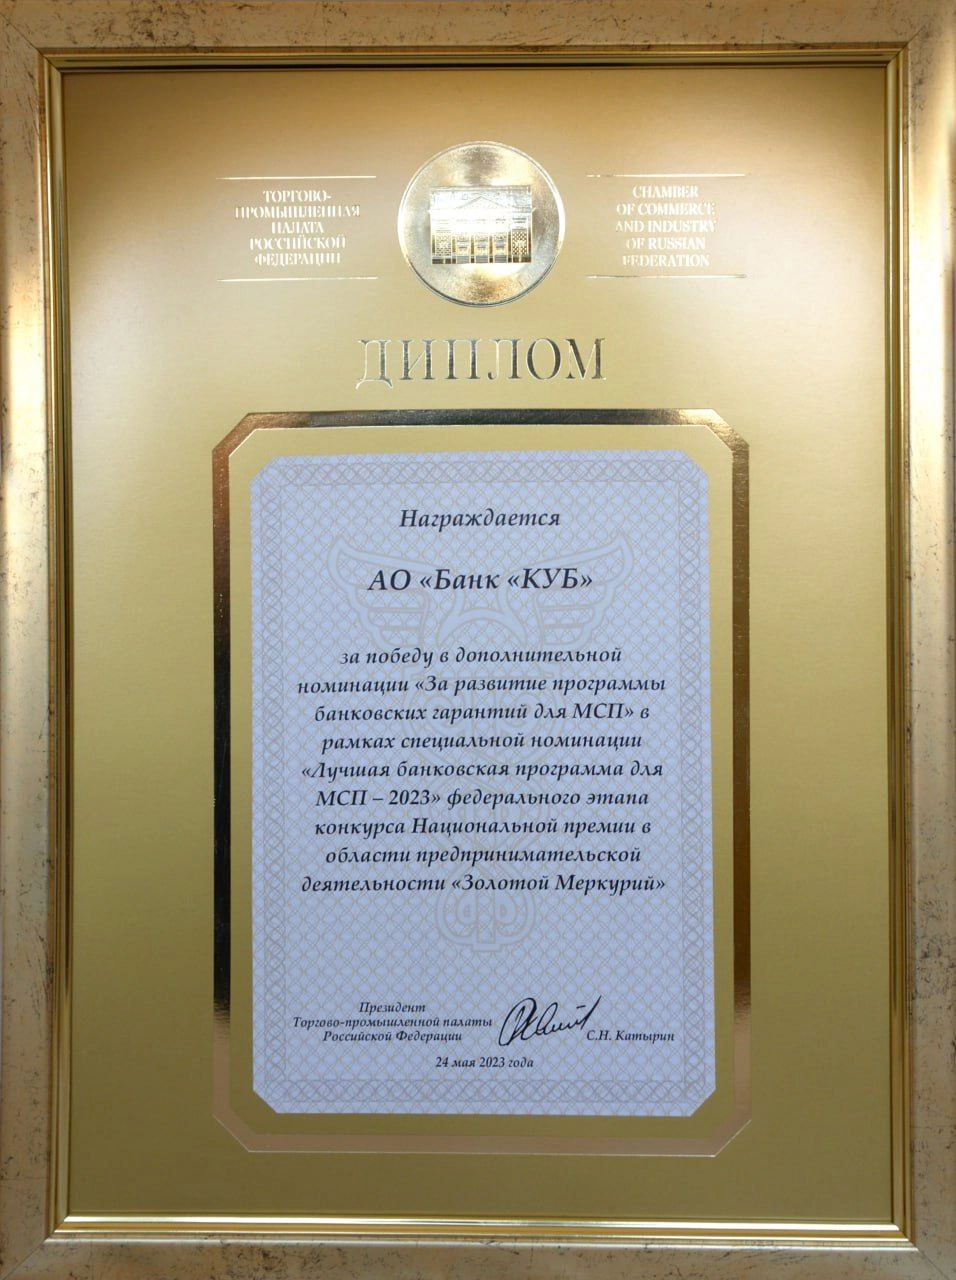 ТОРГОВО-
ПРОМЫШЛЕННАЯ
ПАЛАТА
РОССИЙСКОЙ
ФЕДЕРАЦИИ
CHAMBER
OF COMMERCE
AND INDUSTRY
OF RUSSIAN
FEDERATION
ДИПЛОМ
Награждается
АО «Банк «КУБ»
за победу в дополнительной
номинации «За развитие программы
банковских гарантий для МСП» в
рамках специальной номинации
«Лучшая банковская программа для
МСП – 2023» федерального этапа
конкурса Национальной премии в
области предпринимательской
деятельности «Золотой Меркурий»
Президент
Торгово-промышленной палаты
Российской Федерации
С.Н. Катырин
24 мая 2023 года